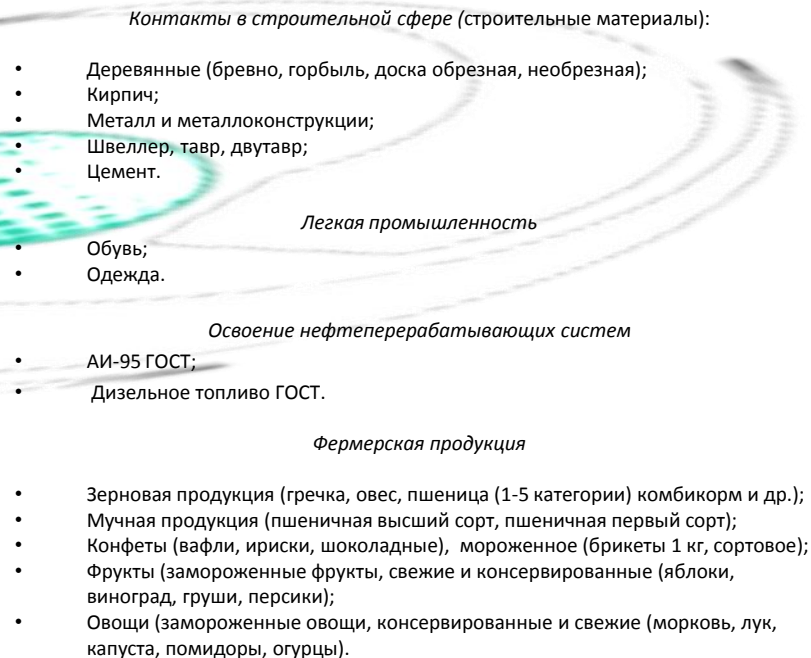 Контакты в строительной сфере (строительные материалы):
• Деревянные (бревно, горбыль, доска обрезная, необрезная);
• Кирпич;
• Металл и металлоконструкции;
• Швеллер, тавр, двутавр;
• Цемент.
Легкая промышленность
• Обувь;
• Одежда.
Освоение нефтеперерабатывающих систем
• АИ-95 ГОСТ;
• Дизельное топливо ГОСТ.
Фермерская продукция
• Зерновая продукция (гречка, овес, пшеница (1-5 категории) комбикорм и др.);
• Мучная продукция (пшеничная высший сорт, пшеничная первый сорт);
• Конфеты (вафли, ириски, шоколадные), мороженное (брикеты 1 кг, сортовое);
• Фрукты (замороженные фрукты, свежие и консервированные (яблоки,
виноград, груши, персики);
• Овощи (замороженные овощи, консервированные и свежие (морковь, лук,
капуста, помидоры, огурцы).